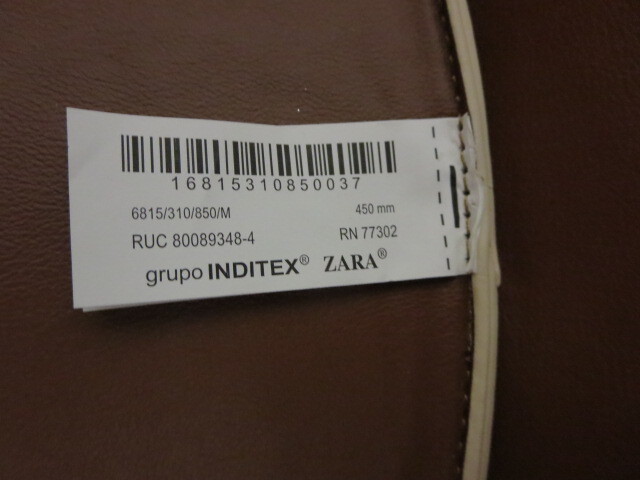 16815310850037
6815/310/850/M 450 mm
RUC 80089348-4 RN 77302
grupo INDITEX® ZARA®